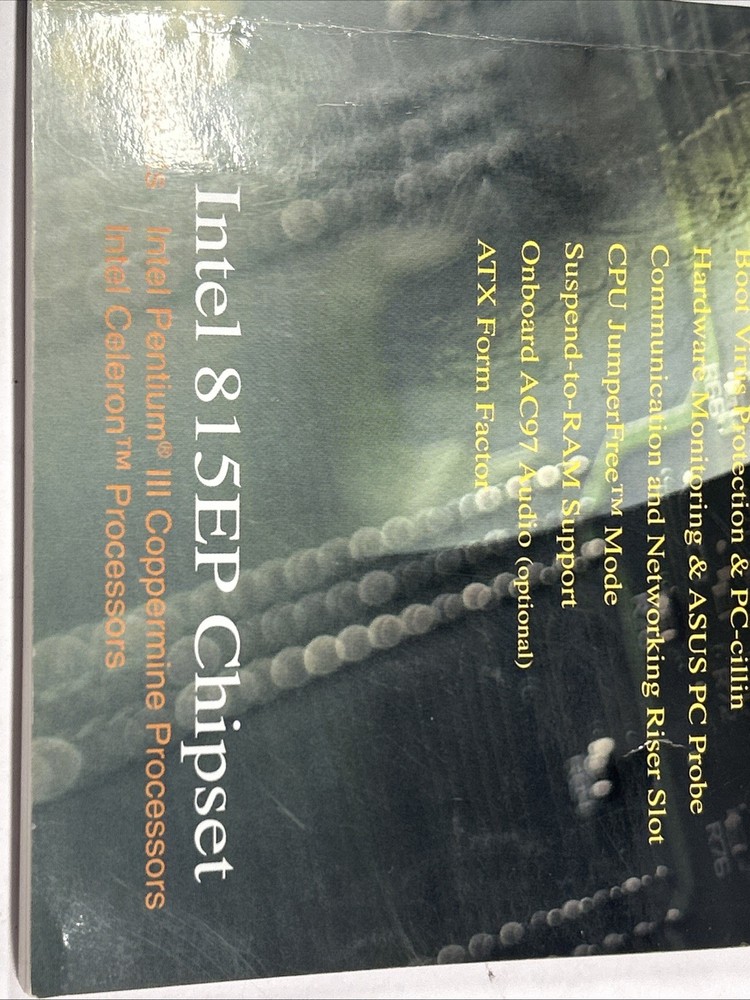 Boot Virus Protection & PC-cillin
Hardware Monitoring & ASUS PC Probe
Communication and Networking Riser Slot
CPU JumperFree™ Mode
Suspend-to-RAM Support
Onboard AC97 Audio (optional)
ATX Form Factor
Intel 815EP Chipset
Intel Pentium® III Coppermine Processors
Intel Celeron™ Processors
R76